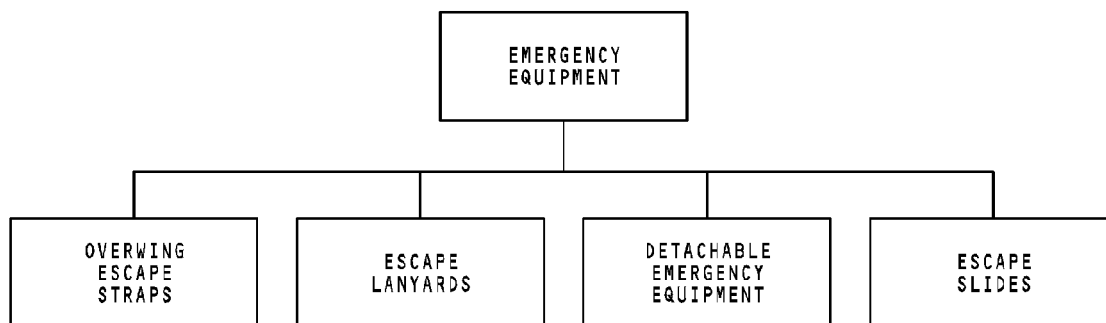 EMERGENCY
EQUIPMENT
OVERWING
ESCAPE
STRAPS
ESCAPE
LANYARDS
DETACHABLE
EMERGENCY
EQUIPMENT
ESCAPE
SLIDES